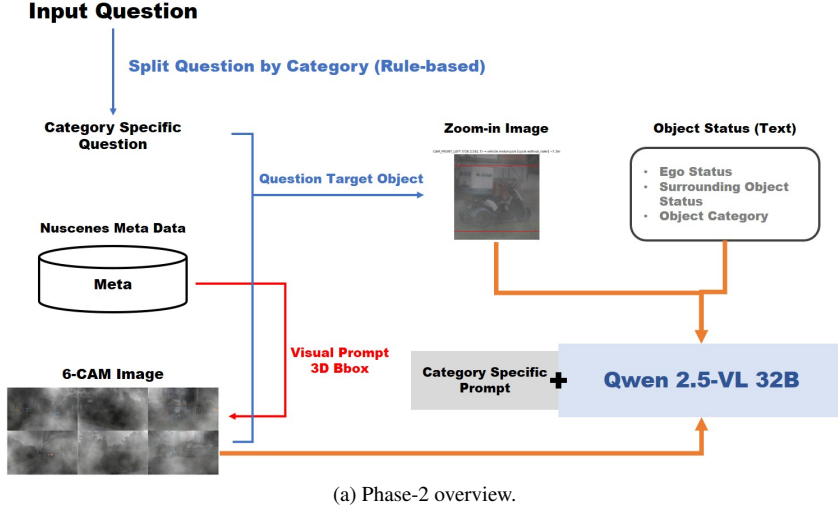 Input Question
Split Question by Category (Rule-based)
Category Specific
Question
Zoom-in Image
Object Status (Text)
Question Target Object
• Ego Status
• Surrounding Object
Status
• Object Category
Nuscenes Meta Data
Meta
Visual Prompt
3D Bbox
6-CAM Image
Category Specific
Prompt
+
Qwen 2.5-VL 32B
(a) Phase-2 overview.